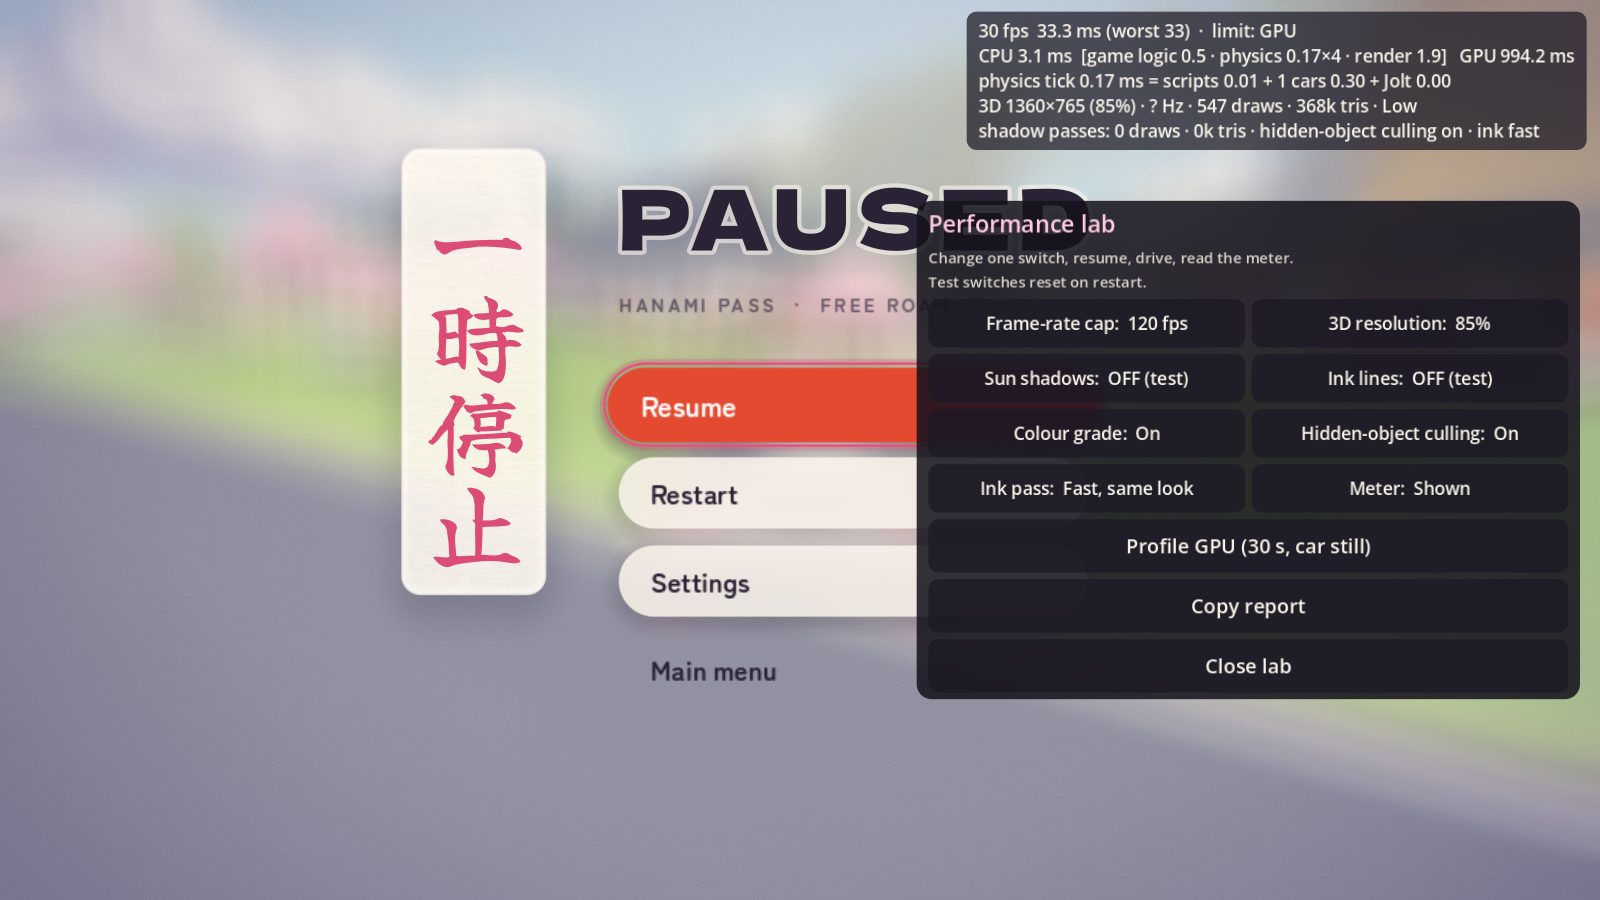 30 fps  33.3 ms (worst 33)  ·  limit: GPU
CPU 3.1 ms  [game logic 0.5 · physics 0.17×4 · render 1.9]   GPU 994.2 ms
physics tick 0.17 ms = scripts 0.01 + 1 cars 0.30 + Jolt 0.00
3D 1360×765 (85%) · ? Hz · 547 draws · 368k tris · Low
shadow passes: 0 draws · 0k tris · hidden-object culling on · ink fast
一時停止
PAUSED
HANAMI PASS  ·  FREE ROAM
Resume
Restart
Settings
Main menu
Performance lab
Change one switch, resume, drive, read the meter.
Test switches reset on restart.
Frame-rate cap:  120 fps
3D resolution:  85%
Sun shadows:  OFF (test)
Ink lines:  OFF (test)
Colour grade:  On
Hidden-object culling:  On
Ink pass:  Fast, same look
Meter:  Shown
Profile GPU (30 s, car still)
Copy report
Close lab